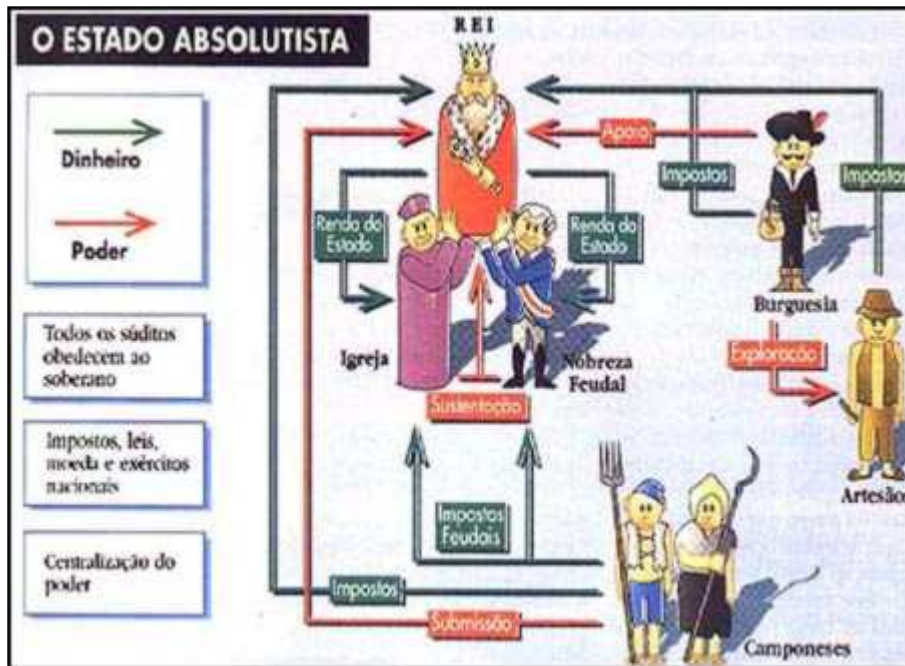 O ESTADO ABSOLUTISTA
REI
Dinheiro
Poder
Todos os súditos
obedecem ao
soberano
Impostos, leis,
moeda e exércitos
nacionais
Centralização do
poder
Apoio
Impostos
Impostos
Renda do
Estado
Renda do
Estado
Burguesia
Igreja
Nobreza
Feudal
Exploração
Sustentação
Artesão
Impostos
Feudais
Impostos
Submissão
Camponeses